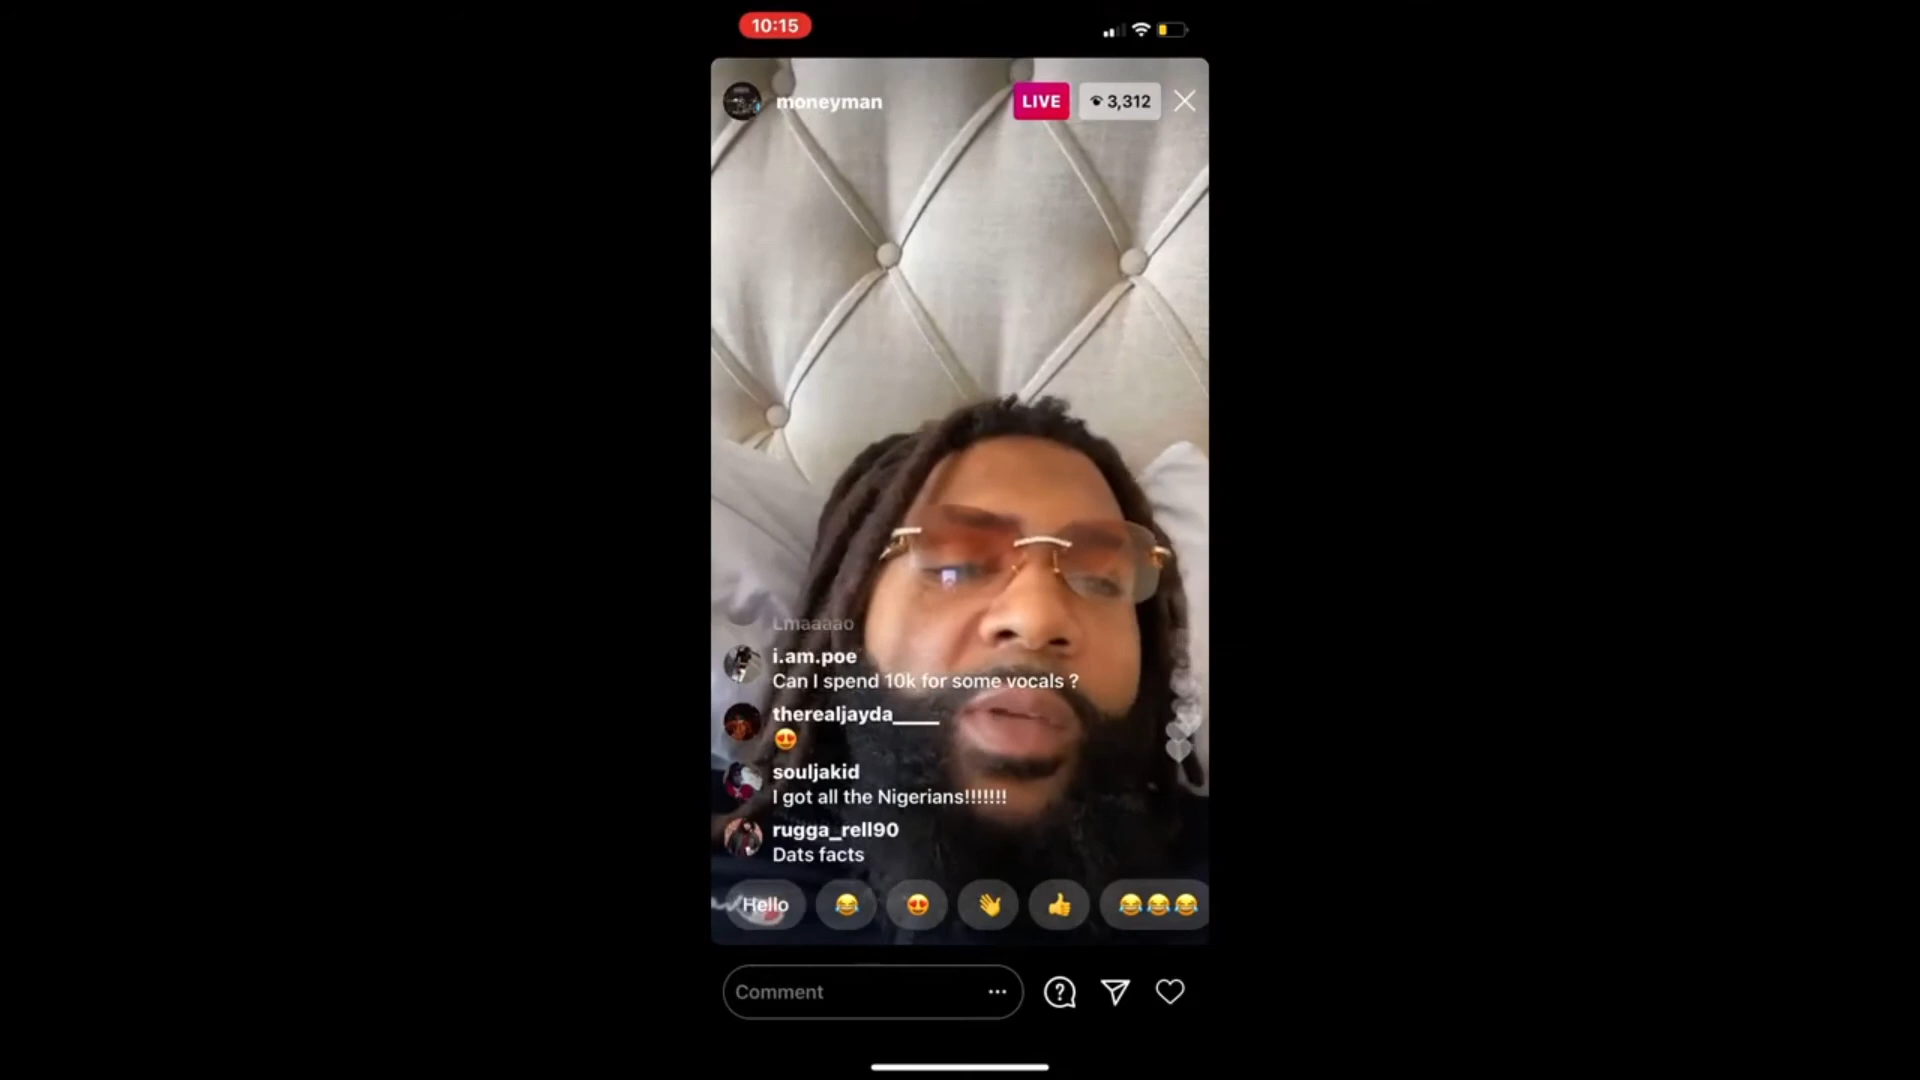 10:15
moneyman
LIVE
3,312
Lmaaaao
i.am.poe
Can I spend 10k for some vocals ?
therealjayda_____
😍
souljakid
I got all the Nigerians!!!!!!!
rugga_rell90
Dats facts
Hello 😂 😍 👋 👍 😂😂😂
Comment